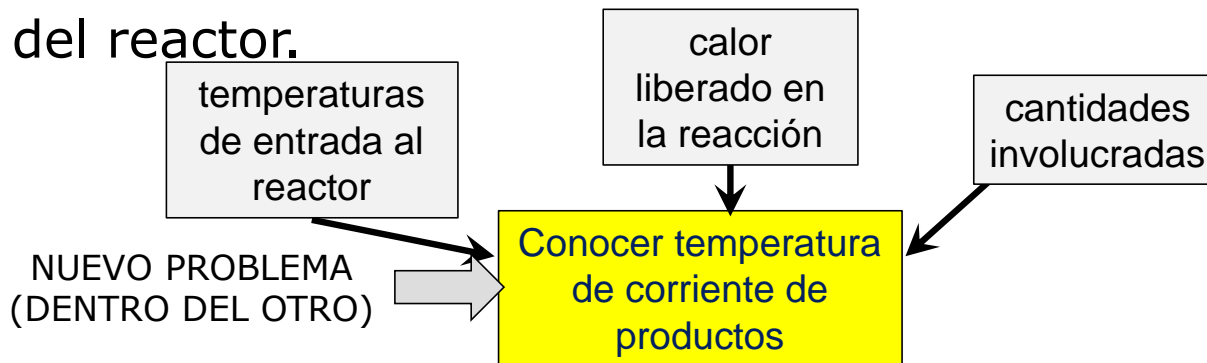 del reactor.
temperaturas
de entrada al
reactor
calor
liberado en
la reacción
cantidades
involucradas
NUEVO PROBLEMA
(DENTRO DEL OTRO)
Conocer temperatura
de corriente de
productos